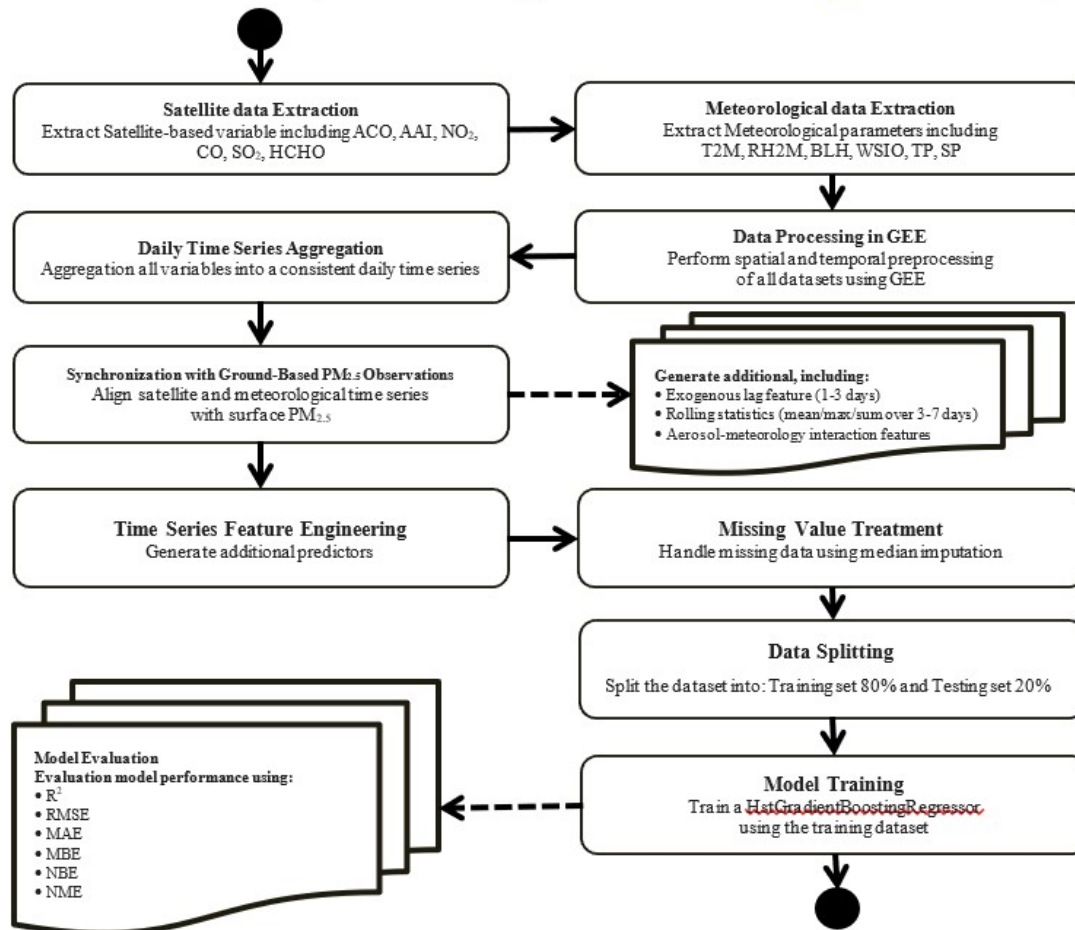 Satellite data Extraction
Extract Satellite-based variable including ACO, AAI, NO₂,
CO, SO₂, HCHO
Meteorological data Extraction
Extract Meteorological parameters including
T2M, RH2M, BLH, WSIO, TP, SP
Daily Time Series Aggregation
Aggregation all variables into a consistent daily time series
Data Processing in GEE
Perform spatial and temporal preprocessing
of all datasets using GEE
Synchronization with Ground-Based PM₂.₅ Observations
Align satellite and meteorological time series
with surface PM₂.₅
Generate additional, including:
• Exogenous lag feature (1-3 days)
• Rolling statistics (mean/max/sum over 3-7 days)
• Aerosol-meteorology interaction features
Time Series Feature Engineering
Generate additional predictors
Missing Value Treatment
Handle missing data using median imputation
Data Splitting
Split the dataset into: Training set 80% and Testing set 20%
Model Training
Train a HstGradientBoostingRegressor
using the training dataset
Model Evaluation
Evaluation model performance using:
• R²
• RMSE
• MAE
• MBE
• NBE
• NME